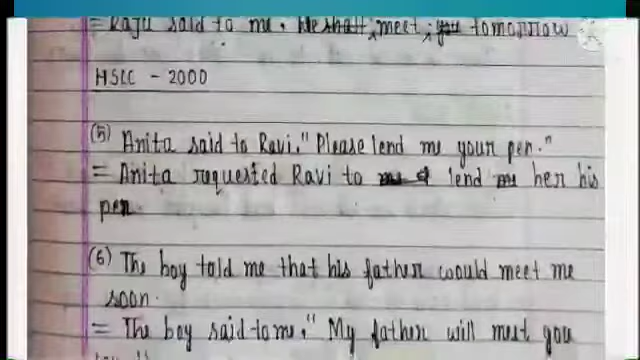 = Raju said to me. He shall meet you tomorrow
HSLC - 2000
(5) Anita said to Ravi, "Please lend me your pen."
= Anita requested Ravi to lend her his
pen.
(6) The boy told me that his father would meet me
soon.
= The boy said to me, "My father will meet you